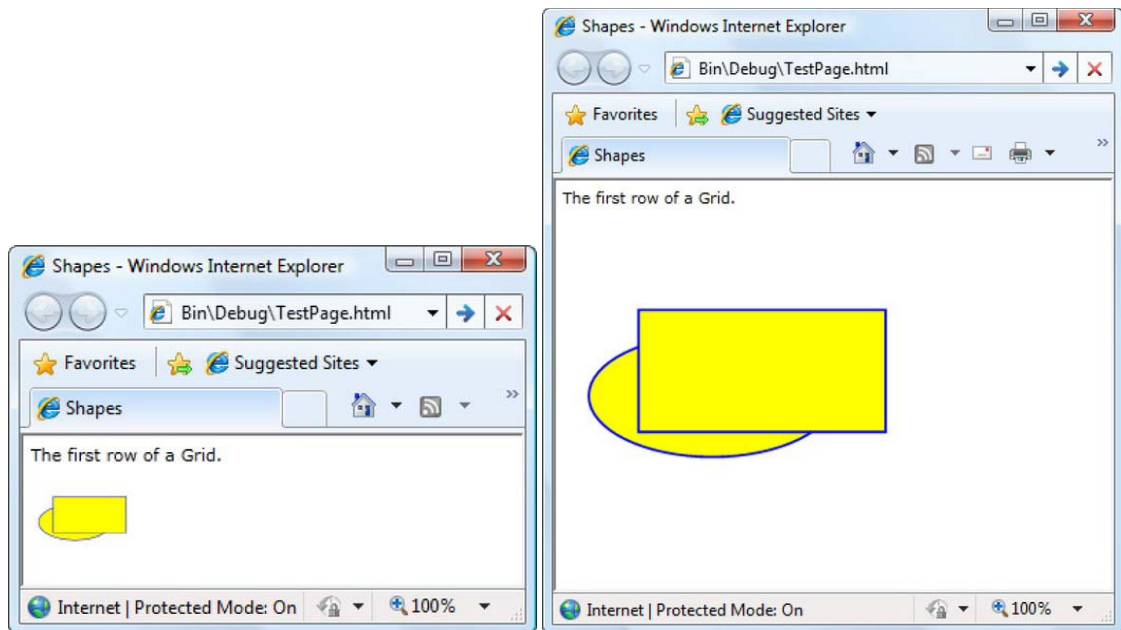 Shapes - Windows Internet Explorer
Bin\Debug\TestPage.html
Favorites
Suggested Sites
Shapes
The first row of a Grid.
Internet | Protected Mode: On
100%
Shapes - Windows Internet Explorer
Bin\Debug\TestPage.html
Favorites
Suggested Sites
Shapes
The first row of a Grid.
Internet | Protected Mode: On
100%